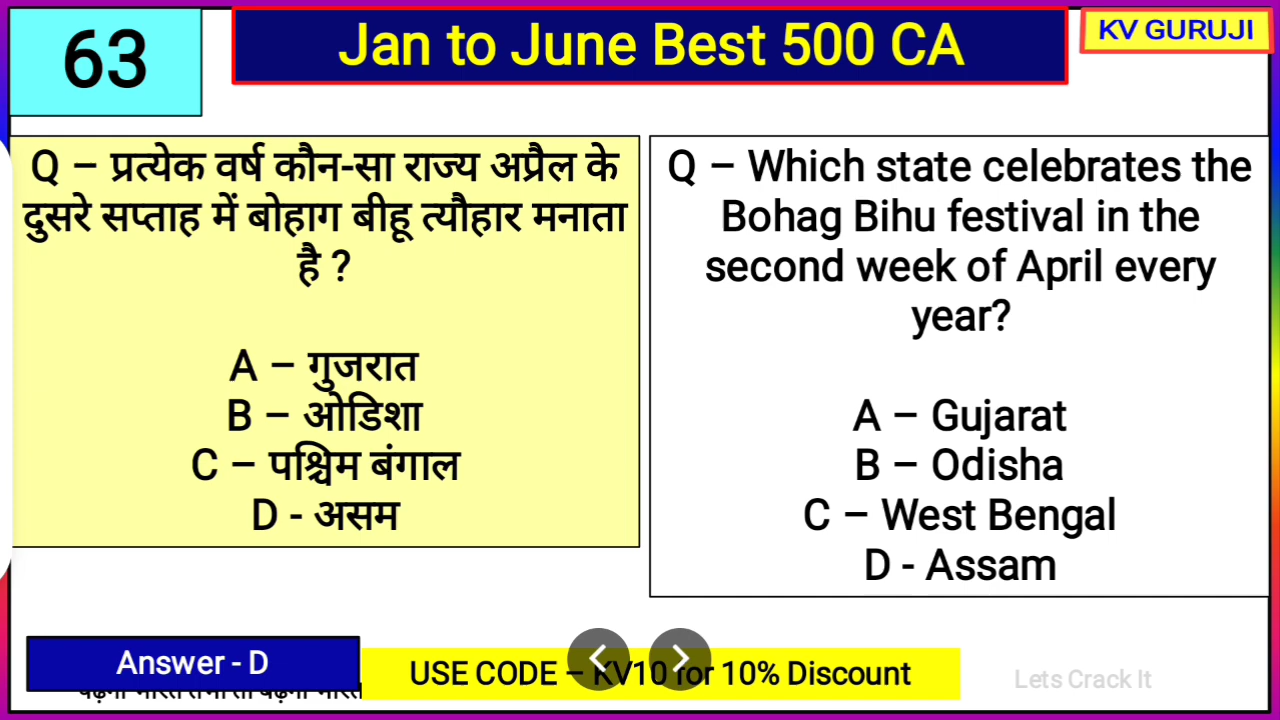 63
Jan to June Best 500 CA
KV GURUJI
Q – प्रत्येक वर्ष कौन-सा राज्य अप्रैल के
दुसरे सप्ताह में बोहाग बीहू त्यौहार मनाता
है ?
A – गुजरात
B – ओडिशा
C – पश्चिम बंगाल
D - असम
Q – Which state celebrates the
Bohag Bihu festival in the
second week of April every
year?
A – Gujarat
B – Odisha
C – West Bengal
D - Assam
Answer - D
USE CODE – KV10 for 10% Discount
Lets Crack It